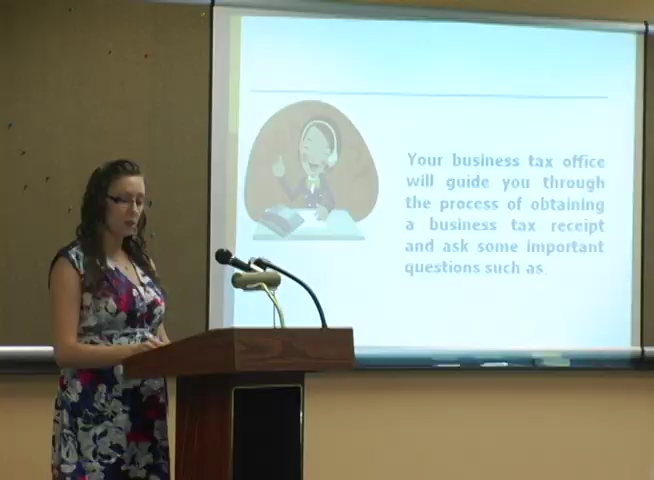 Your business tax office
will guide you through
the process of obtaining
a business tax receipt
and ask some important
questions such as